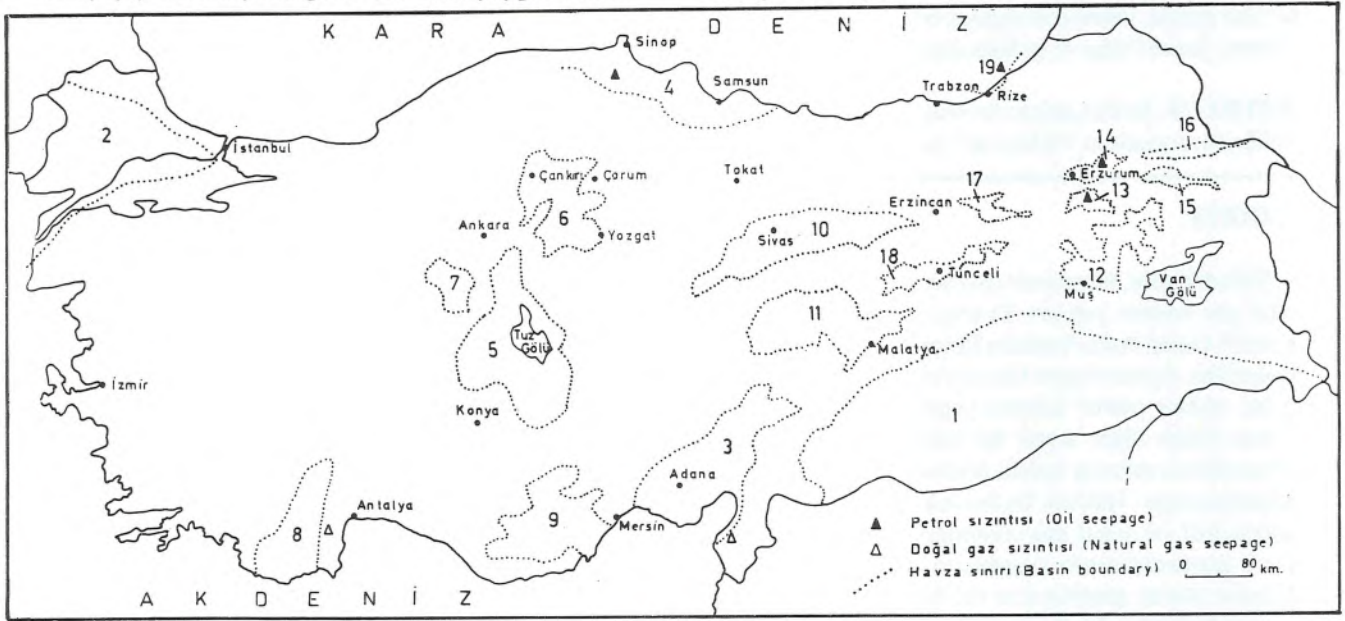 K A R A D E N İ Z
Sinop
19
4
Samsun
Trabzon
Rize
2
İstanbul
16
14
Çankırı
Çorum
Tokat
Erzurum
17
13
15
Erzincan
6
Ankara
Yozgat
10
Sivas
18
Tunceli
12
Muş
Van
Gölü
7
11
Tuz
Gölü
5
Malatya
İzmir
Konya
1
3
Adana
Antalya
9
Mersin
8
Petrol sızıntısı (Oil seepage)
Doğal gaz sızıntısı (Natural gas seepage)
Havza sınırı (Basin boundary)
0 80 km.
A K D E N İ Z